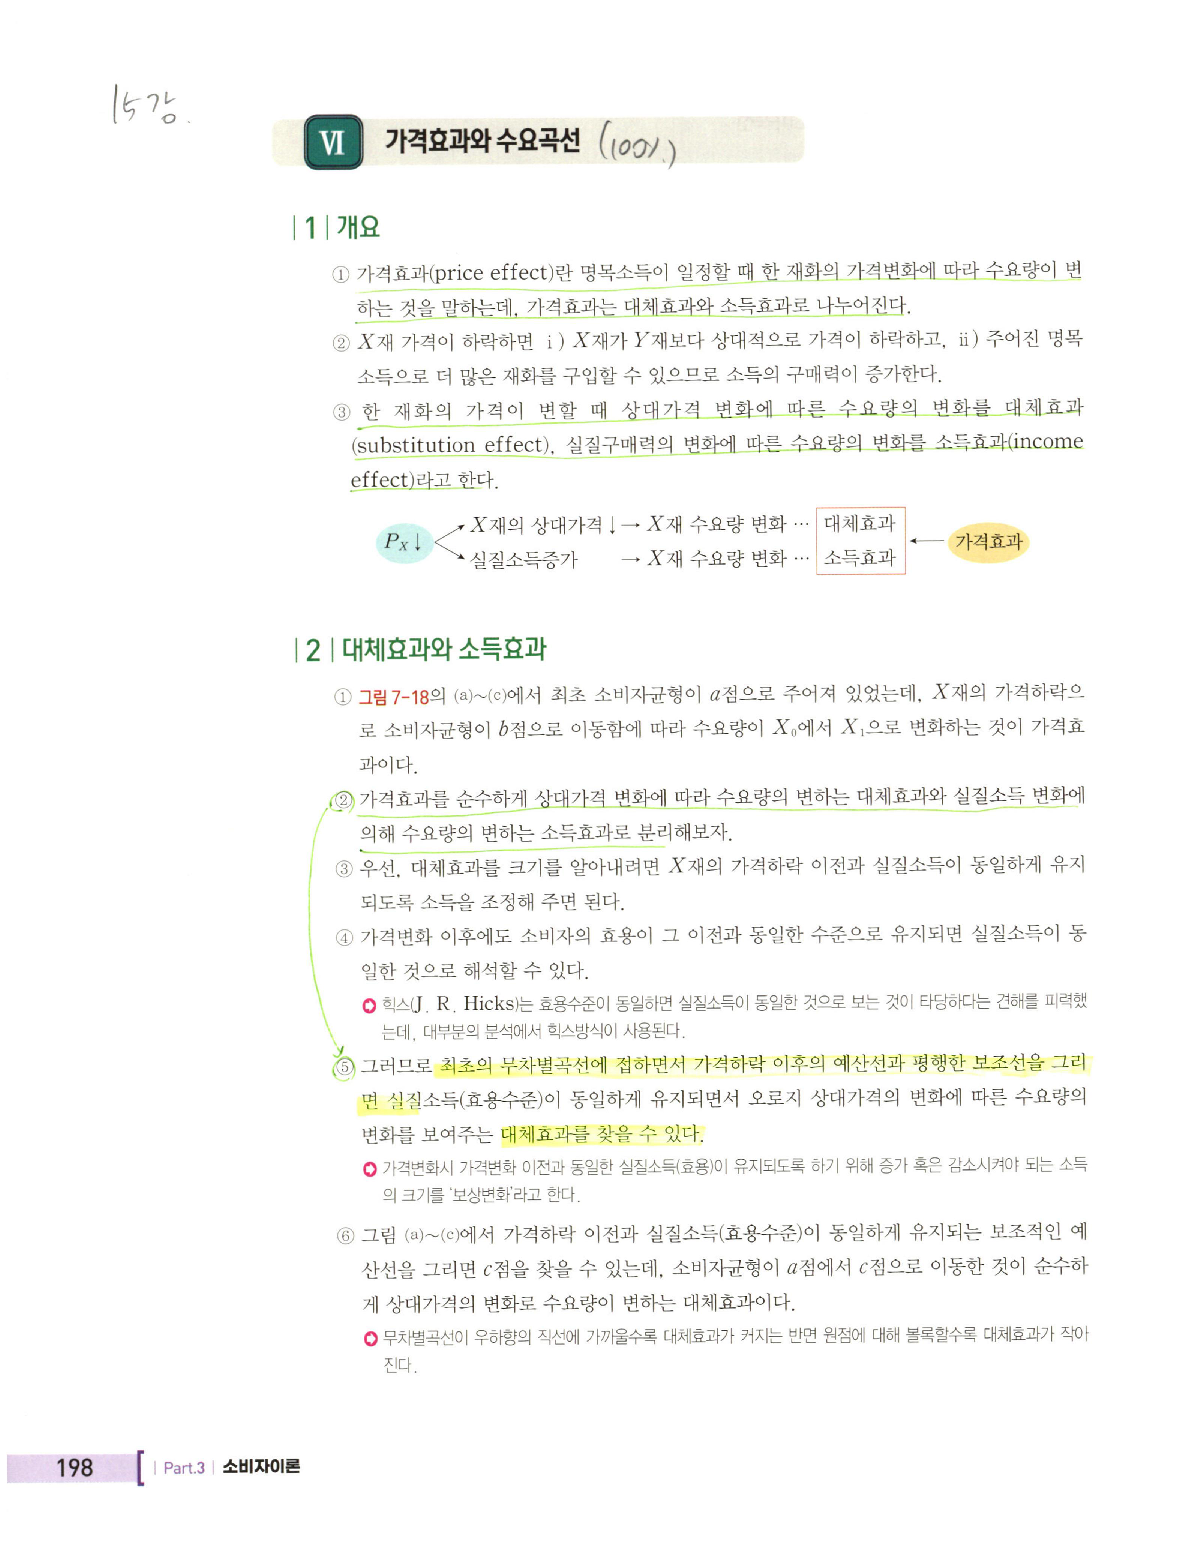 15강.
Ⅵ 가격효과와 수요곡선 (100%.)
| 1 | 개요
① 가격효과(price effect)란 명목소득이 일정할 때 한 재화의 가격변화에 따라 수요량이 변
하는 것을 말하는데, 가격효과는 대체효과와 소득효과로 나누어진다.
② X재 가격이 하락하면 ⅰ) X재가 Y재보다 상대적으로 가격이 하락하고, ⅱ) 주어진 명목
소득으로 더 많은 재화를 구입할 수 있으므로 소득의 구매력이 증가한다.
③ 한 재화의 가격이 변할 때 상대가격 변화에 따른 수요량의 변화를 대체효과
(substitution effect), 실질구매력의 변화에 따른 수요량의 변화를 소득효과(income
effect)라고 한다.
X재의 상대가격↓ → X재 수요량 변화 … 대체효과
P_X↓ 가격효과
실질소득증가 → X재 수요량 변화 … 소득효과
| 2 | 대체효과와 소득효과
① 그림 7-18의 (a)～(c)에서 최초 소비자균형이 a점으로 주어져 있었는데, X재의 가격하락으
로 소비자균형이 b점으로 이동함에 따라 수요량이 X₀에서 X₁으로 변화하는 것이 가격효
과이다.
② 가격효과를 순수하게 상대가격 변화에 따라 수요량의 변하는 대체효과와 실질소득 변화에
의해 수요량의 변하는 소득효과로 분리해보자.
③ 우선, 대체효과를 크기를 알아내려면 X재의 가격하락 이전과 실질소득이 동일하게 유지
되도록 소득을 조정해 주면 된다.
④ 가격변화 이후에도 소비자의 효용이 그 이전과 동일한 수준으로 유지되면 실질소득이 동
일한 것으로 해석할 수 있다.
힉스(J. R. Hicks)는 효용수준이 동일하면 실질소득이 동일한 것으로 보는 것이 타당하다는 견해를 피력했
는데, 대부분의 분석에서 힉스방식이 사용된다.
⑤ 그러므로 최초의 무차별곡선에 접하면서 가격하락 이후의 예산선과 평행한 보조선을 그리
면 실질소득(효용수준)이 동일하게 유지되면서 오로지 상대가격의 변화에 따른 수요량의
변화를 보여주는 대체효과를 찾을 수 있다.
가격변화시 가격변화 이전과 동일한 실질소득(효용)이 유지되도록 하기 위해 증가 혹은 감소시켜야 되는 소득
의 크기를 '보상변화'라고 한다.
⑥ 그림 (a)～(c)에서 가격하락 이전과 실질소득(효용수준)이 동일하게 유지되는 보조적인 예
산선을 그리면 c점을 찾을 수 있는데, 소비자균형이 a점에서 c점으로 이동한 것이 순수하
게 상대가격의 변화로 수요량이 변하는 대체효과이다.
무차별곡선이 우하향의 직선에 가까울수록 대체효과가 커지는 반면 원점에 대해 볼록할수록 대체효과가 작아
진다.
198 | Part.3 | 소비자이론